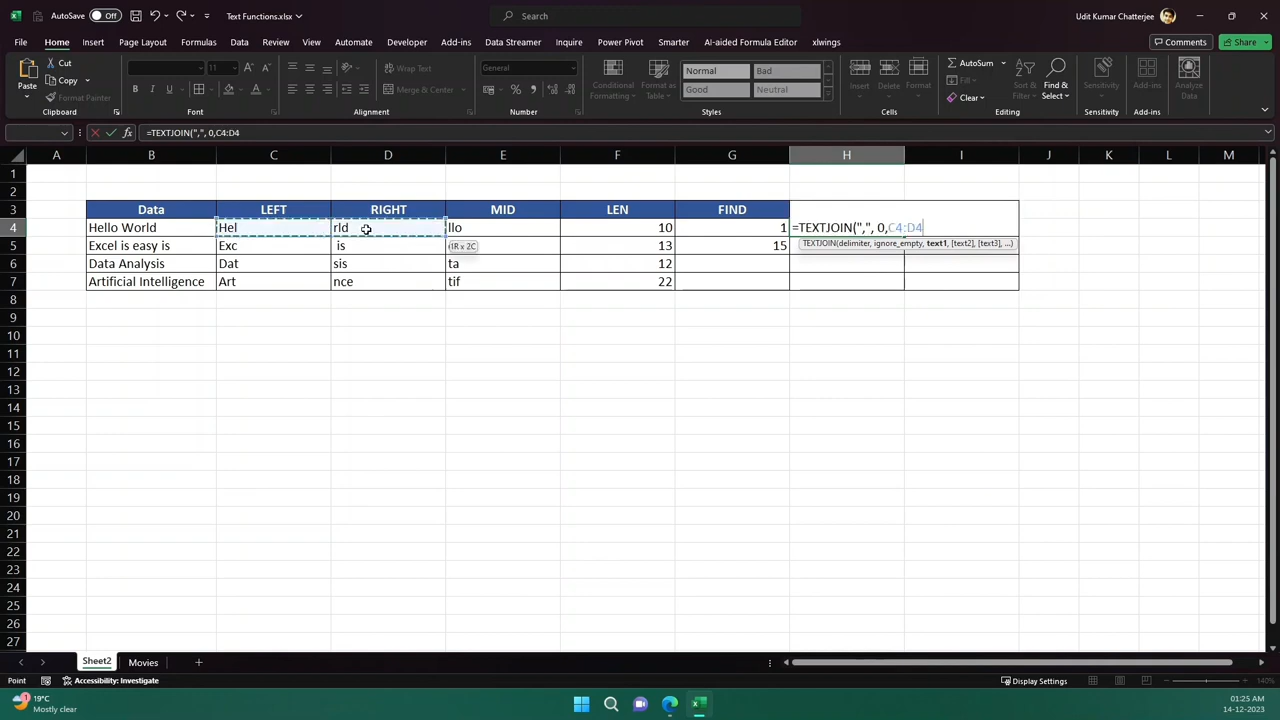 AutoSave Off Text Functions.xlsx Search Udit Kumar Chatterjee
File Home Insert Page Layout Formulas Data Review View Automate Developer Add-ins Data Streamer Inquire Power Pivot Smarter AI-aided Formula Editor xlwings Comments Share
Paste Cut Copy Format Painter
11 Wrap Text Merge & Center
General
Conditional Formatting Format as Table
Normal Bad
Good Neutral
Insert Delete Format
AutoSum Fill Clear
Sort & Filter Find & Select
Sensitivity Add-ins Analyze Data
Clipboard Font Alignment Number Styles Cells Editing Sensitivity Add-ins
=TEXTJOIN(",", 0,C4:D4
A B C D E F G H I J K L M
1
2
3 Data LEFT RIGHT MID LEN FIND
4 Hello World Hel rld llo 10 1 =TEXTJOIN(",", 0,C4:D4
TEXTJOIN(delimiter, ignore_empty, text1, [text2], [text3], ...)
5 Excel is easy is Exc is 1R x 2C 13 15
6 Data Analysis Dat sis ta 12
7 Artificial Intelligence Art nce tif 22
8
9
10
11
12
13
14
15
16
17
18
19
20
21
22
23
24
25
26
27
Sheet2 Movies
Point Accessibility: Investigate Display Settings 140%
1 19°C
Mostly clear
01:25 AM
14-12-2023